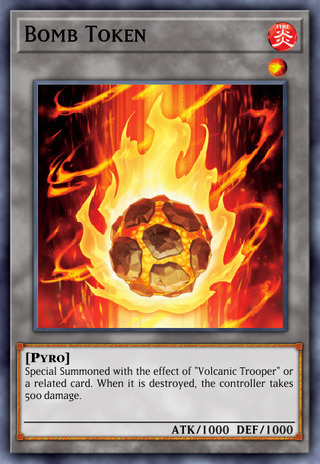 Bomb Token
FIRE
炎
[Pyro]
Special Summoned with the effect of "Volcanic Trooper" or
a related card. When it is destroyed, the controller takes
500 damage.
ATK/1000 DEF/1000